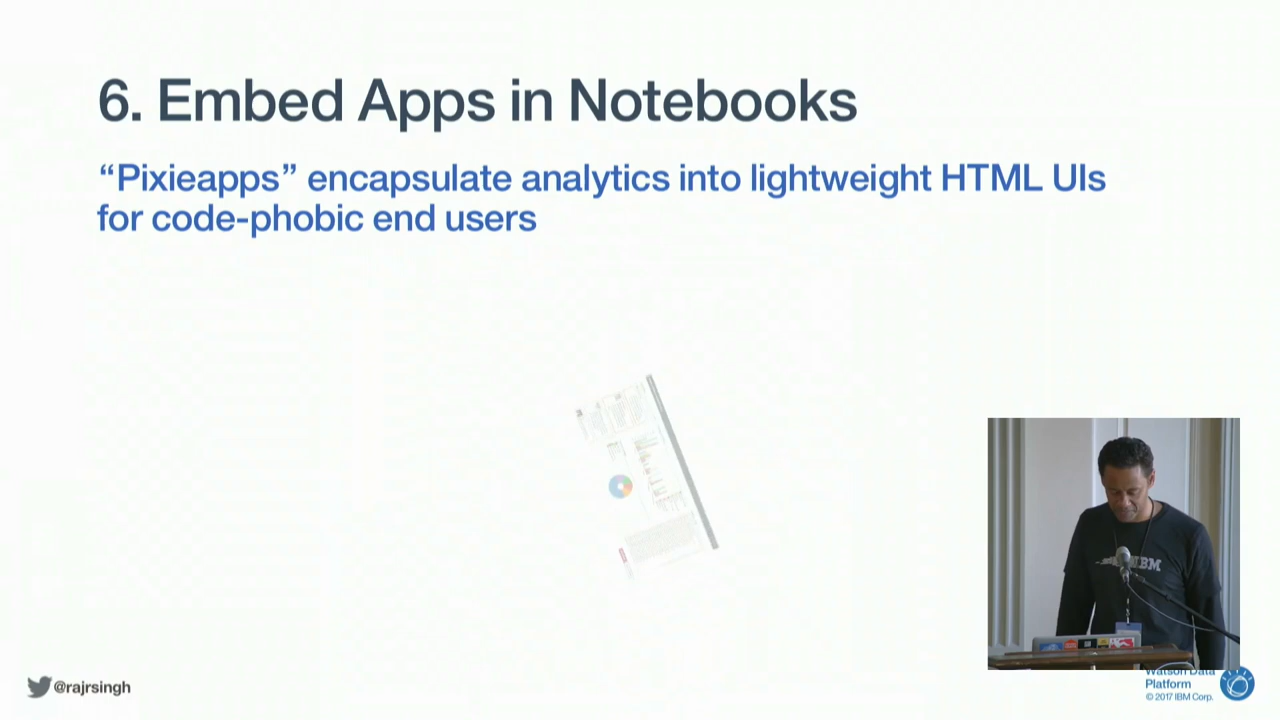 6. Embed Apps in Notebooks
“Pixieapps” encapsulate analytics into lightweight HTML UIs
for code-phobic end users
IBM
@rajrsingh
Watson Data
Platform
© 2017 IBM Corp.